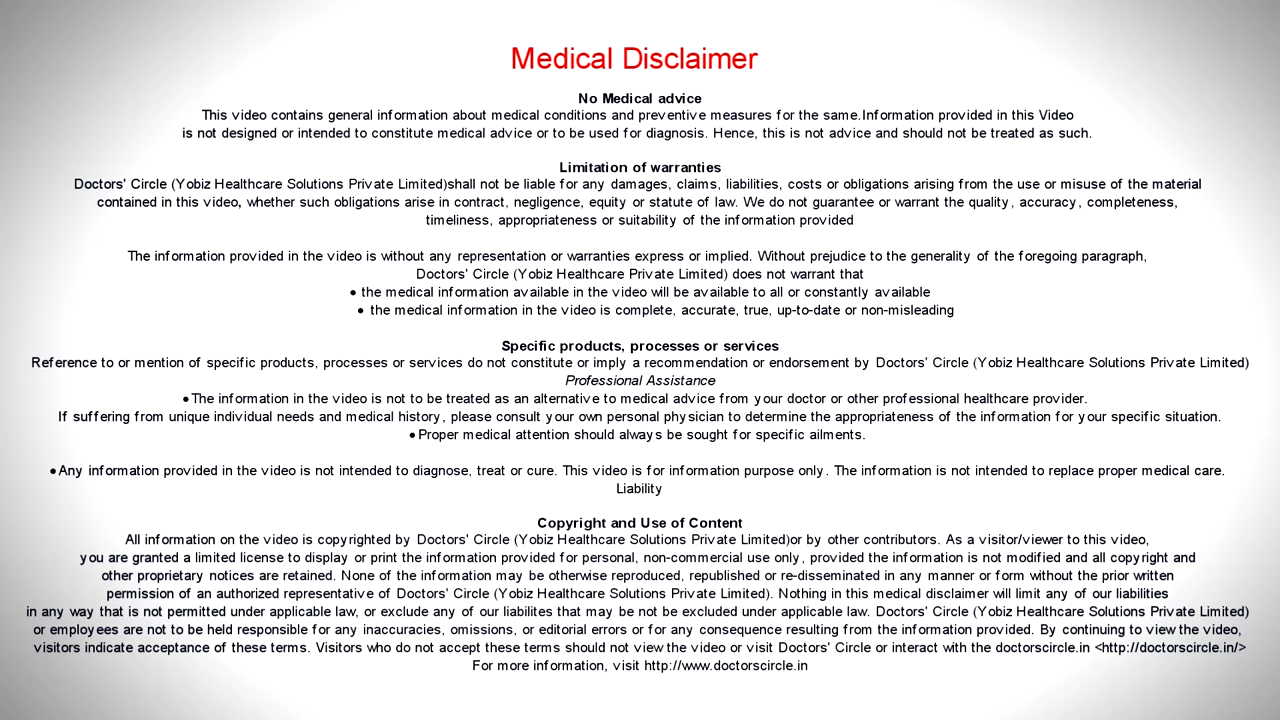 Medical Disclaimer
No Medical advice
This video contains general information about medical conditions and preventive measures for the same.Information provided in this Video
is not designed or intended to constitute medical advice or to be used for diagnosis. Hence, this is not advice and should not be treated as such.
Limitation of warranties
Doctors' Circle (Yobiz Healthcare Solutions Private Limited)shall not be liable for any damages, claims, liabilities, costs or obligations arising from the use or misuse of the material
contained in this video, whether such obligations arise in contract, negligence, equity or statute of law. We do not guarantee or warrant the quality, accuracy, completeness,
timeliness, appropriateness or suitability of the information provided
The information provided in the video is without any representation or warranties express or implied. Without prejudice to the generality of the foregoing paragraph,
Doctors' Circle (Yobiz Healthcare Private Limited) does not warrant that
• the medical information available in the video will be available to all or constantly available
• the medical information in the video is complete, accurate, true, up-to-date or non-misleading
Specific products, processes or services
Reference to or mention of specific products, processes or services do not constitute or imply a recommendation or endorsement by Doctors' Circle (Yobiz Healthcare Solutions Private Limited)
Professional Assistance
•The information in the video is not to be treated as an alternative to medical advice from your doctor or other professional healthcare provider.
If suffering from unique individual needs and medical history, please consult your own personal physician to determine the appropriateness of the information for your specific situation.
•Proper medical attention should always be sought for specific ailments.
•Any information provided in the video is not intended to diagnose, treat or cure. This video is for information purpose only. The information is not intended to replace proper medical care.
Liability
Copyright and Use of Content
All information on the video is copyrighted by Doctors' Circle (Yobiz Healthcare Solutions Private Limited)or by other contributors. As a visitor/viewer to this video,
you are granted a limited license to display or print the information provided for personal, non-commercial use only, provided the information is not modified and all copyright and
other proprietary notices are retained. None of the information may be otherwise reproduced, republished or re-disseminated in any manner or form without the prior written
permission of an authorized representative of Doctors' Circle (Yobiz Healthcare Solutions Private Limited). Nothing in this medical disclaimer will limit any of our liabilities
in any way that is not permitted under applicable law, or exclude any of our liabilites that may be not be excluded under applicable law. Doctors' Circle (Yobiz Healthcare Solutions Private Limited)
or employees are not to be held responsible for any inaccuracies, omissions, or editorial errors or for any consequence resulting from the information provided. By continuing to view the video,
visitors indicate acceptance of these terms. Visitors who do not accept these terms should not view the video or visit Doctors' Circle or interact with the doctorscircle.in <http://doctorscircle.in/>
For more information, visit http://www.doctorscircle.in